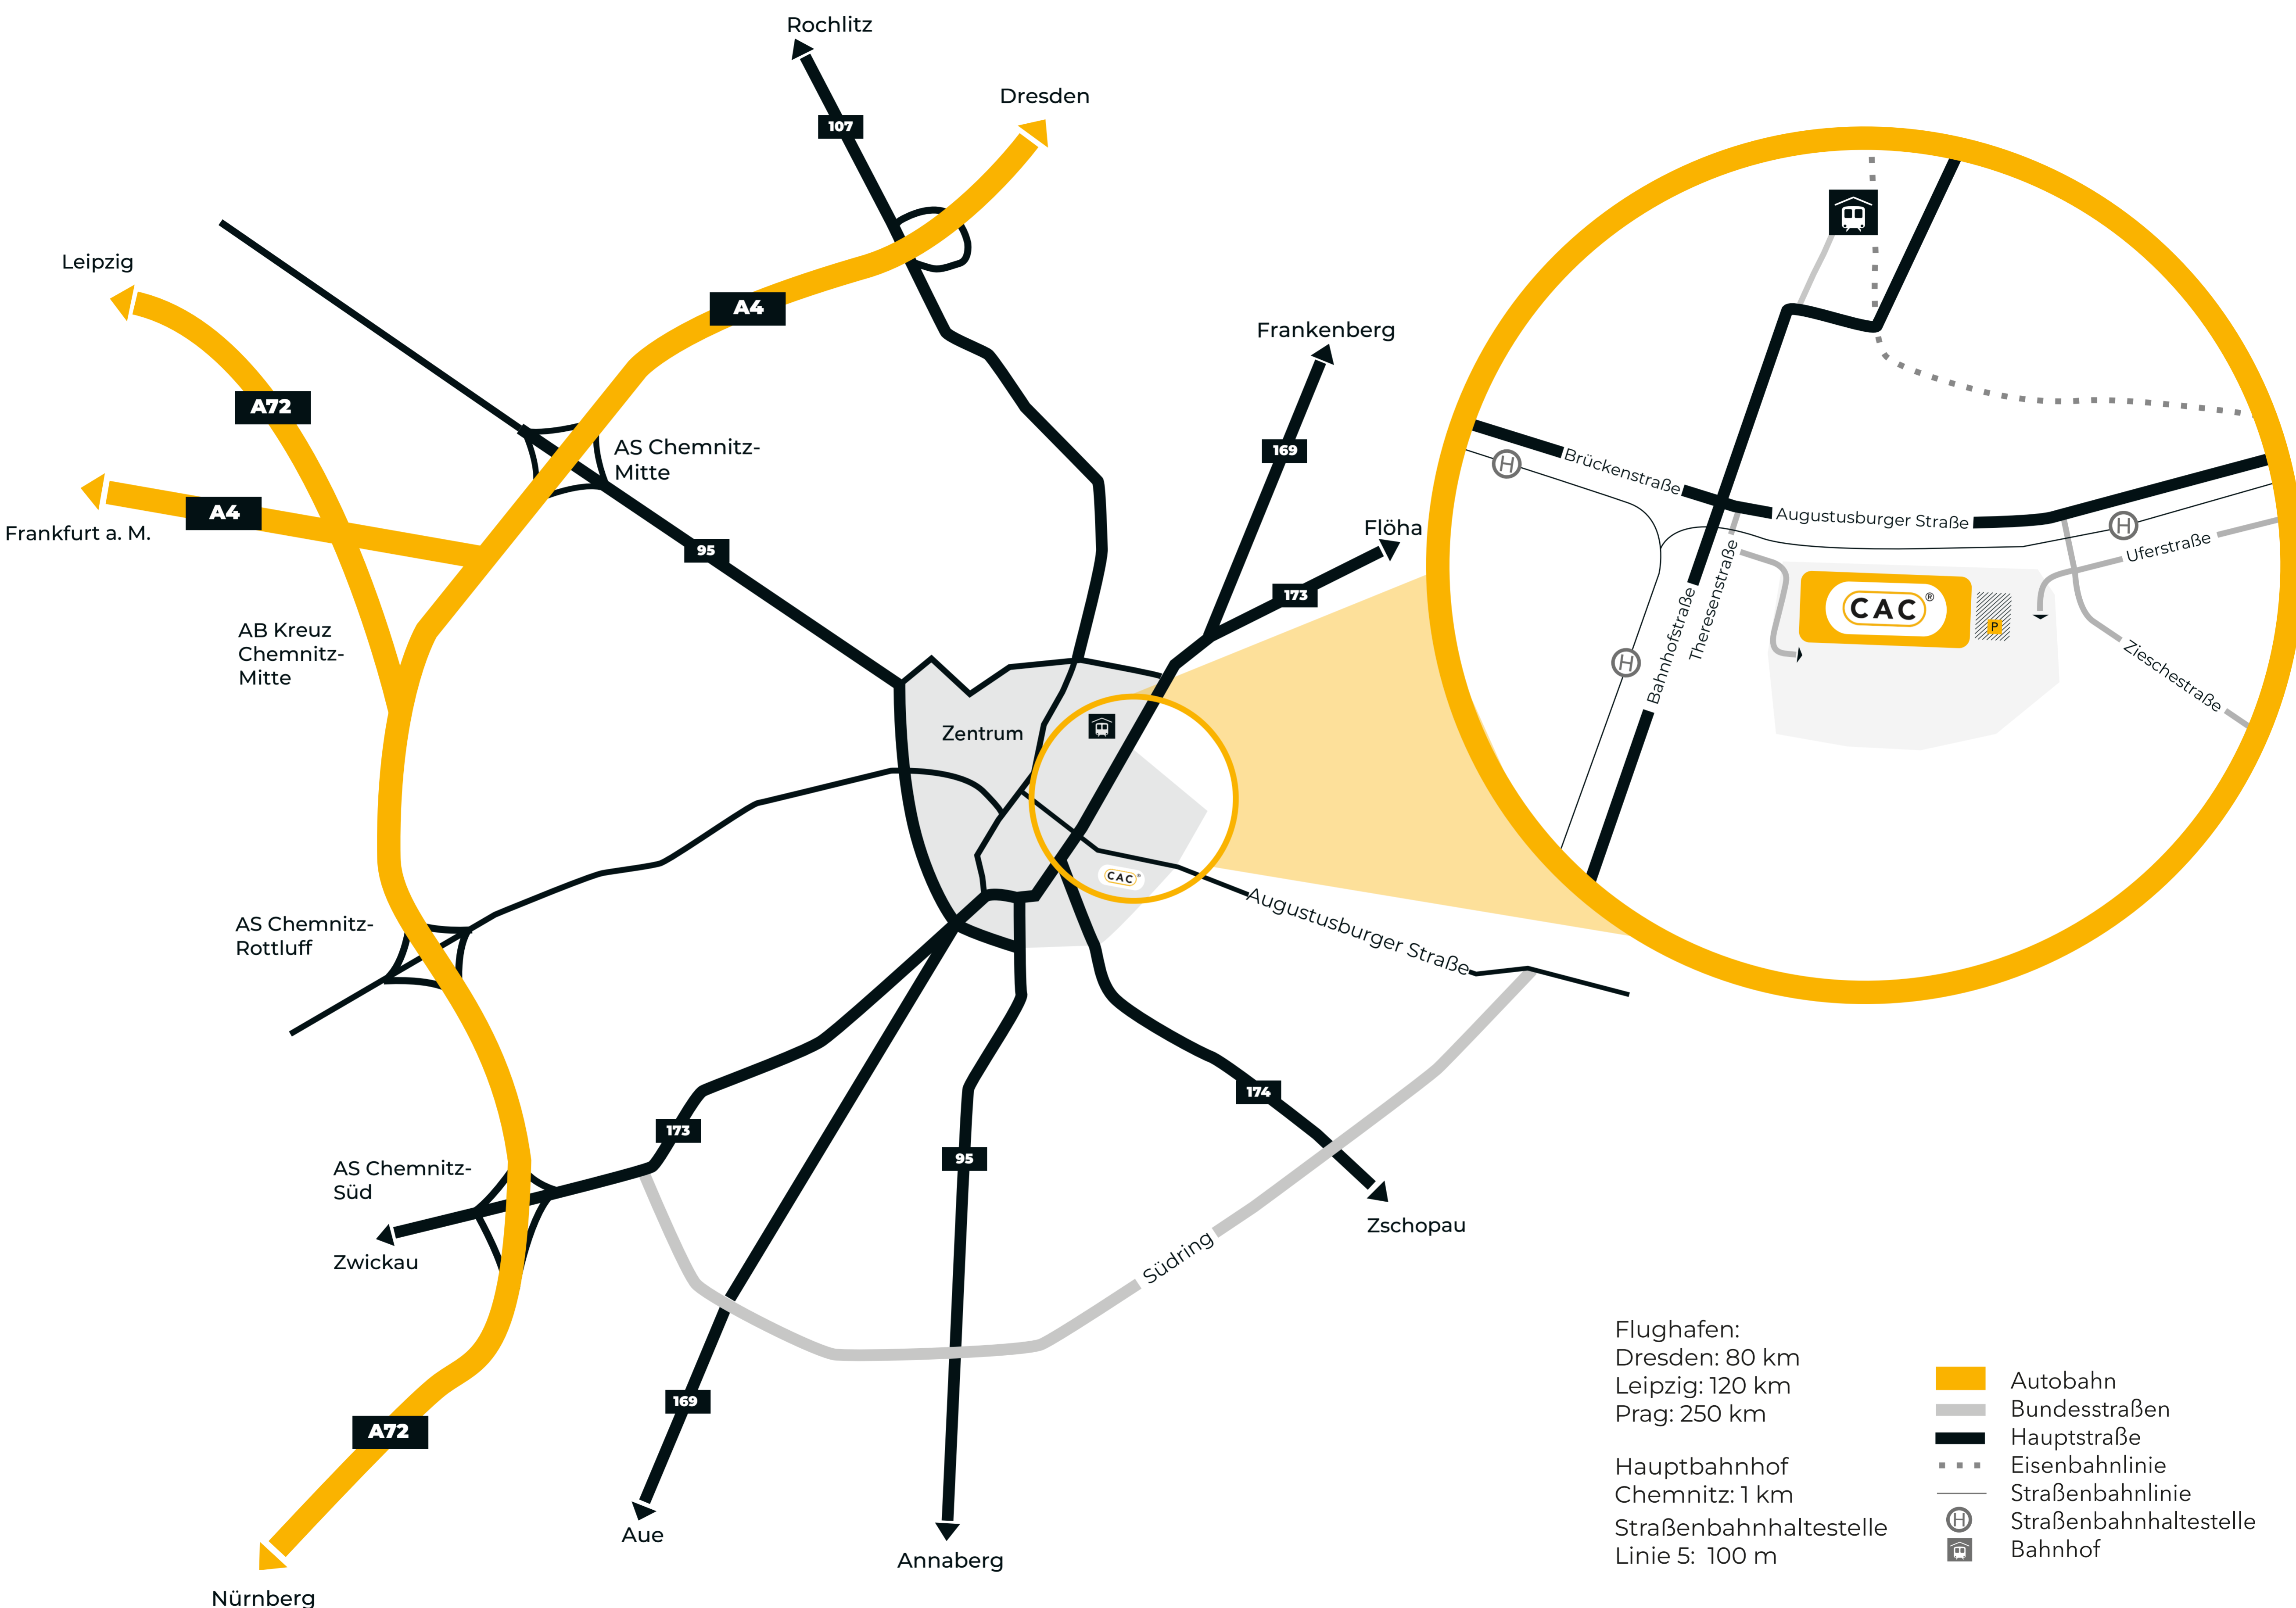 Rochlitz
107
Dresden
Leipzig
A4
A72
Frankenberg
169
AS Chemnitz-
Mitte
A4
Frankfurt a. M.
95
Flöha
173
AB Kreuz
Chemnitz-
Mitte
Zentrum
CAC®
Augustusburger Straße
AS Chemnitz-
Rottluff
173
174
95
AS Chemnitz-
Süd
Zwickau
Zschopau
Südring
169
A72
Aue
Annaberg
Nürnberg
H
Brückenstraße
Augustusburger Straße
H
Uferstraße
Theresenstraße
Bahnhofstraße
H
CAC®
P
Zieschestraße
Flughafen:
Dresden: 80 km
Leipzig: 120 km
Prag: 250 km
Hauptbahnhof
Chemnitz: 1 km
Straßenbahnhaltestelle
Linie 5: 100 m
Autobahn
Bundesstraßen
Hauptstraße
Eisenbahnlinie
Straßenbahnlinie
H Straßenbahnhaltestelle
Bahnhof